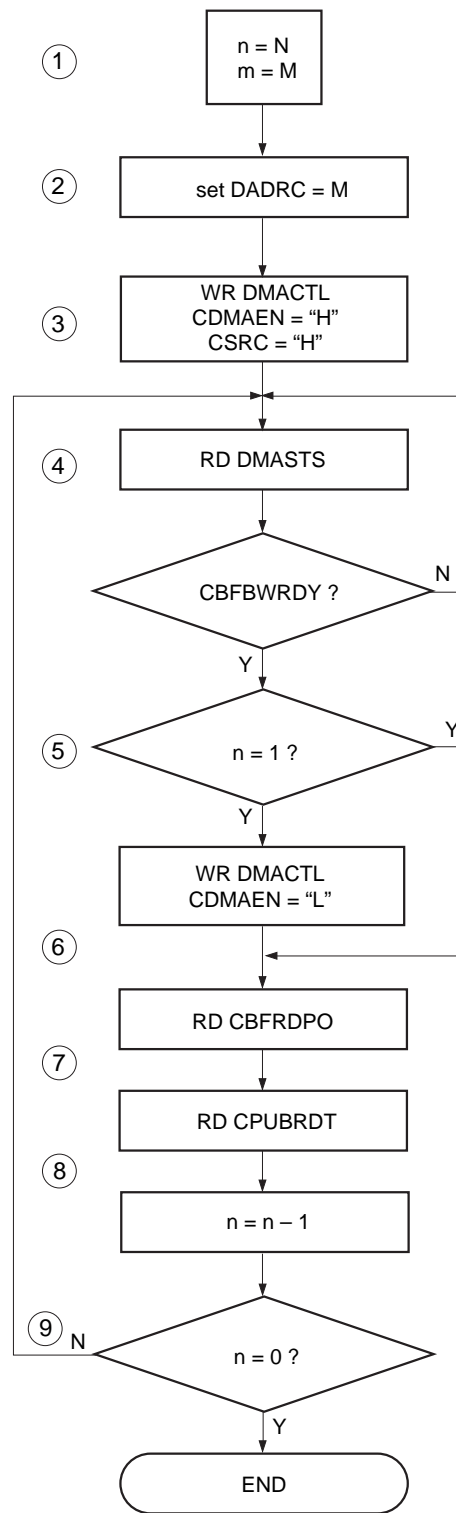 ①
n = N
m = M
②
set DADRC = M
③
WR DMACTL
CDMAEN = “H”
CSRC = “H”
④
RD DMASTS
CBFBWRDY ?
N
Y
⑤
n = 1 ?
Y
Y
WR DMACTL
CDMAEN = “L”
⑥
RD CBFRDPO
⑦
RD CPUBRDT
⑧
n = n – 1
⑨
N
n = 0 ?
Y
END